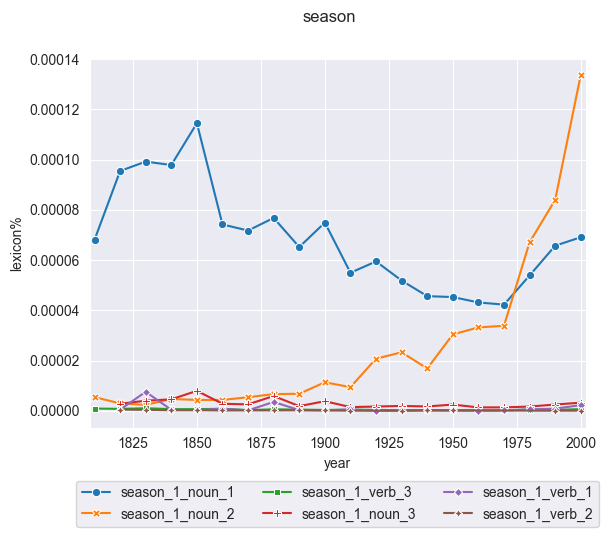 season
0.00014
0.00012
0.00010
0.00008
0.00006
0.00004
0.00002
0.00000
lexicon%
1825 1850 1875 1900 1925 1950 1975 2000
year
season_1_noun_1 season_1_verb_3 season_1_verb_1
season_1_noun_2 season_1_noun_3 season_1_verb_2